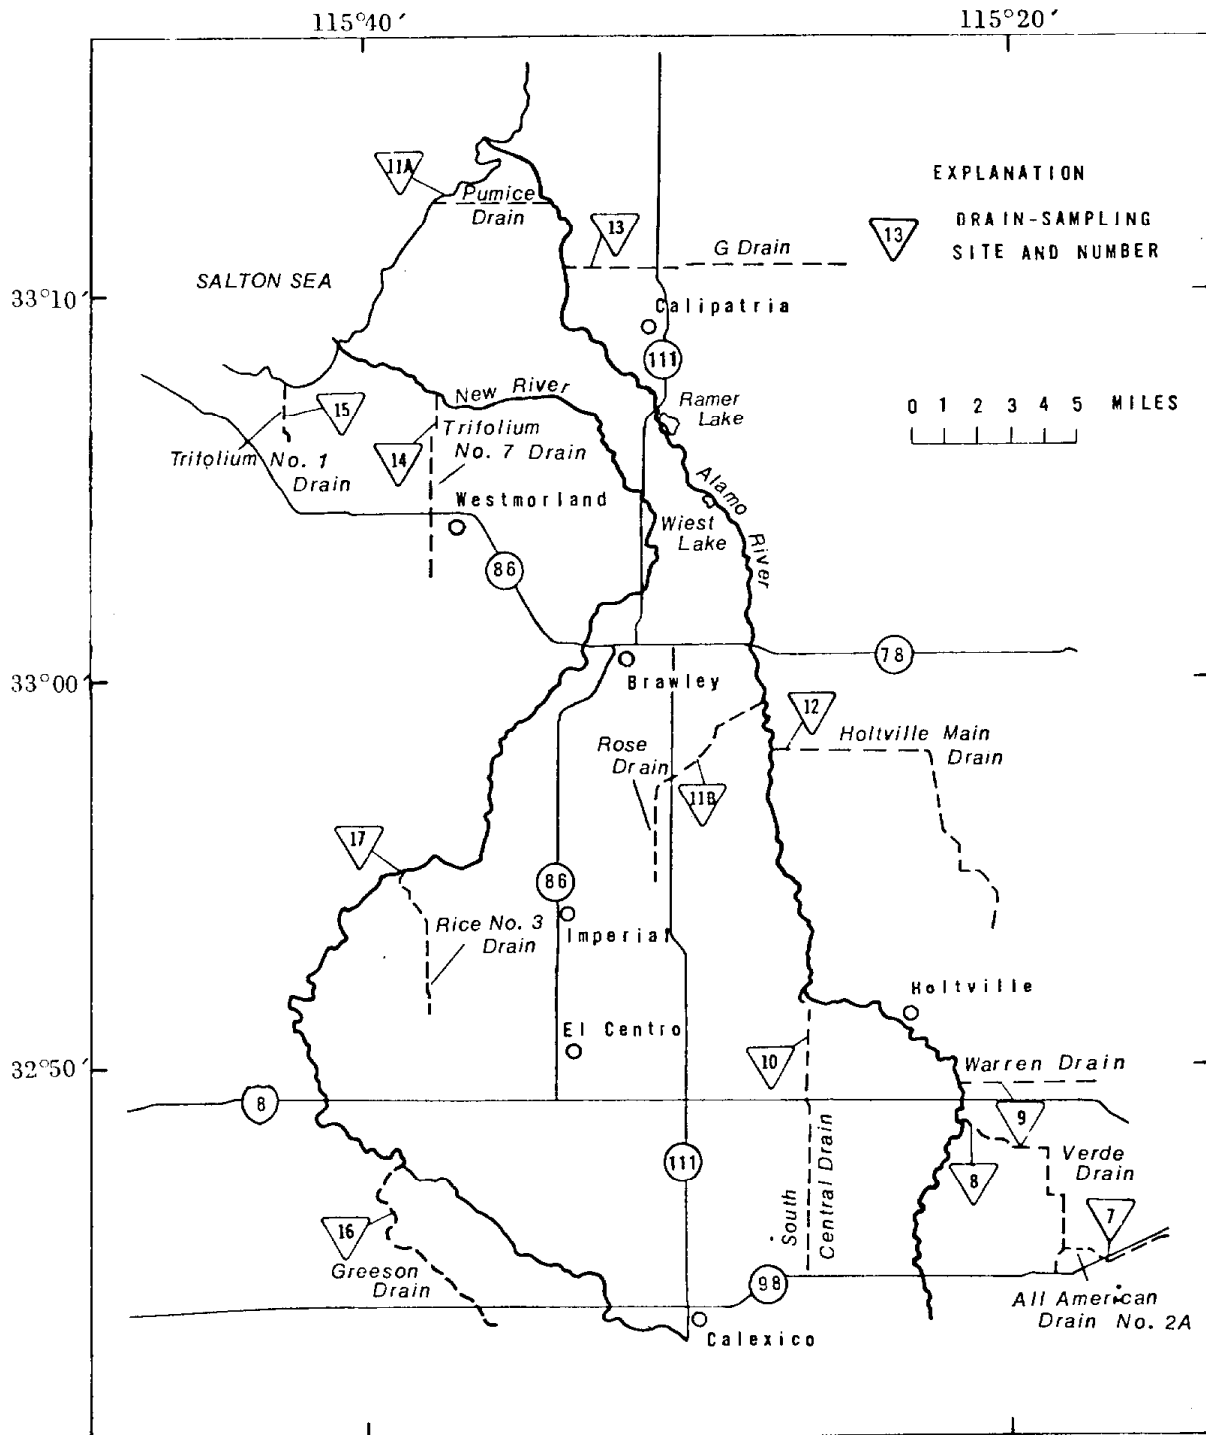 115°40′
115°20′
11A
Pumice
Drain
13
G Drain
EXPLANATION
13
DRAIN-SAMPLING
SITE AND NUMBER
SALTON SEA
33°10′
Calipatria
111
New River
Ramer
Lake
0 1 2 3 4 5 MILES
15
14
Trifolium
No. 7 Drain
Trifolium No. 1
Drain
Westmorland
Alamo
River
Wiest
Lake
86
78
33°00′
Brawley
12
Rose
Drain
Holtville Main
Drain
11B
17
86
Rice No. 3
Drain
Imperial
Holtville
El Centro
10
32°50′
Warren Drain
8
9
Verde
Drain
111
8
South
Central Drain
7
16
Greeson
Drain
98
All American
Drain No. 2A
Calexico